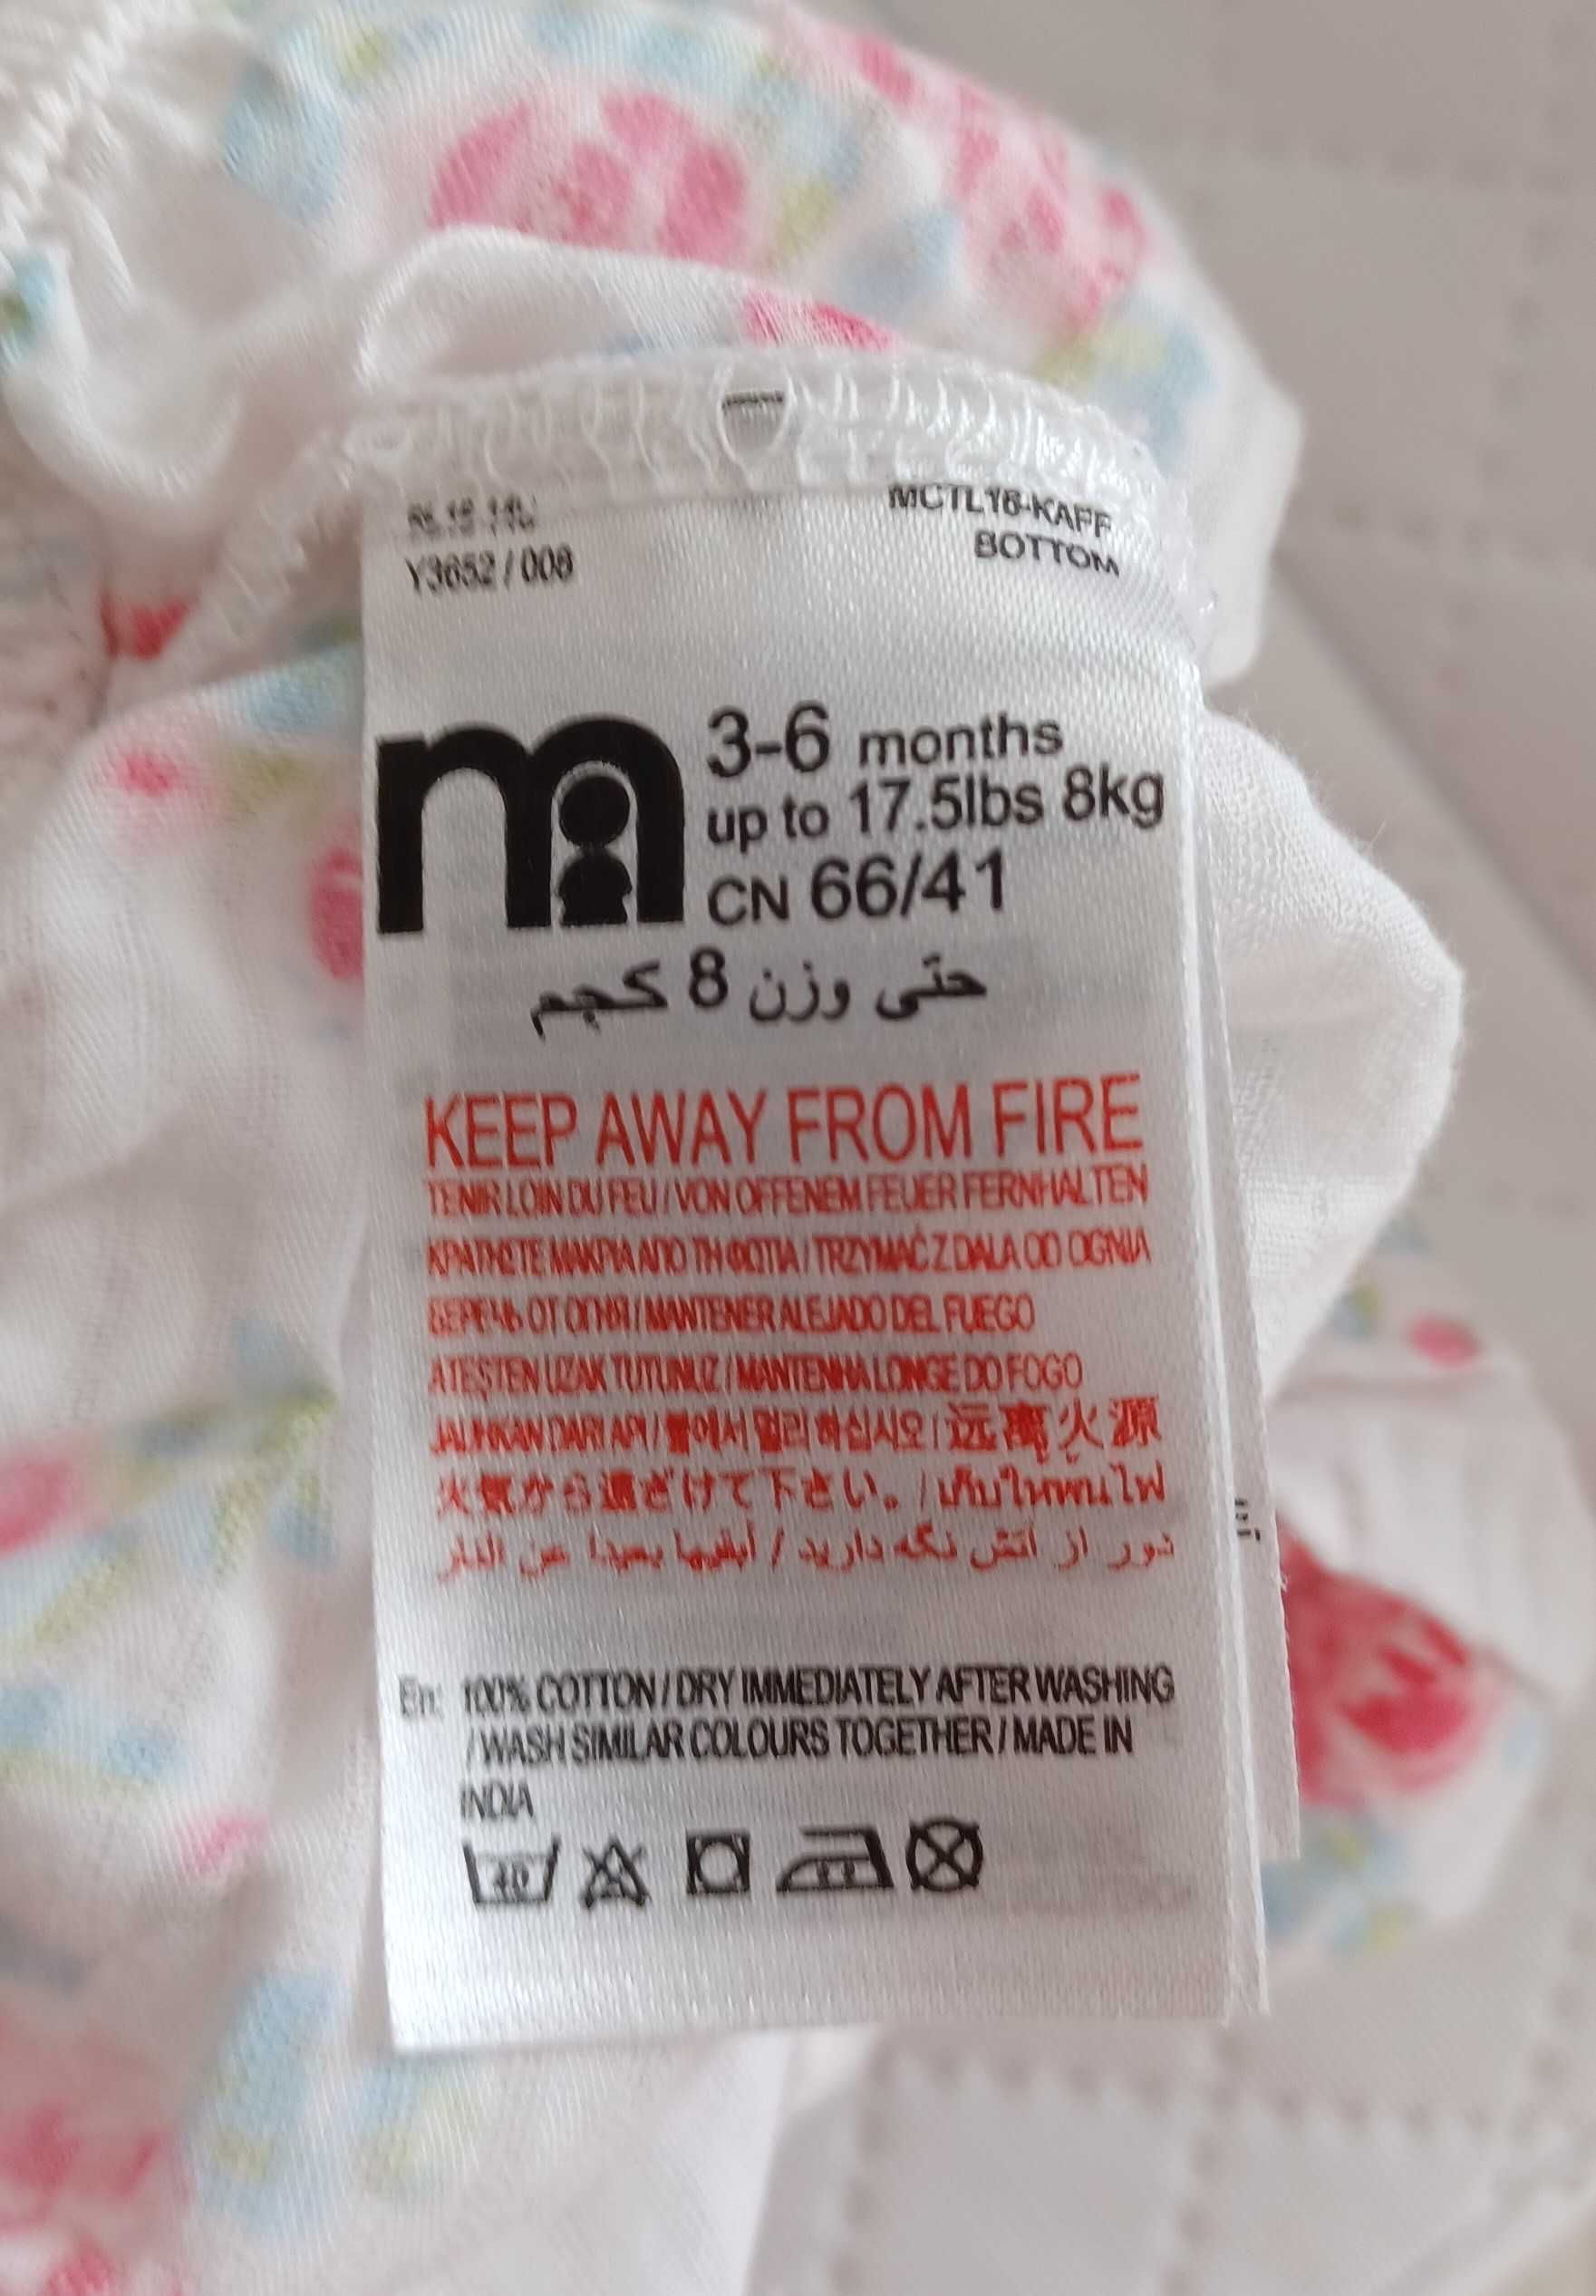 Y3652 / 008
MCTL16-KAFF
BOTTOM
3-6 months
up to 17.5lbs 8kg
CN 66/41
حتى وزن 8 كجم
KEEP AWAY FROM FIRE
TENIR LOIN DU FEU / VON OFFENEM FEUER FERNHALTEN
ΚΡΑΤΗΣΤΕ ΜΑΚΡΙΑ ΑΠΟ ΤΗ ΦΩΤΙΑ / TRZYMAĆ Z DALA OD OGNIA
БЕРЕЧЬ ОТ ОГНЯ / MANTENER ALEJADO DEL FUEGO
ATEŞTEN UZAK TUTUNUZ / MANTENHA LONGE DO FOGO
JAUHKAN DARI API / 불에서 멀리 하십시오 / 远离火源
火気から遠ざけて下さい。 / เก็บให้พ้นไฟ
دور از آتش نگه دارید / أبقيها بعيدا عن النار
En: 100% COTTON / DRY IMMEDIATELY AFTER WASHING
/ WASH SIMILAR COLOURS TOGETHER / MADE IN
INDIA
40